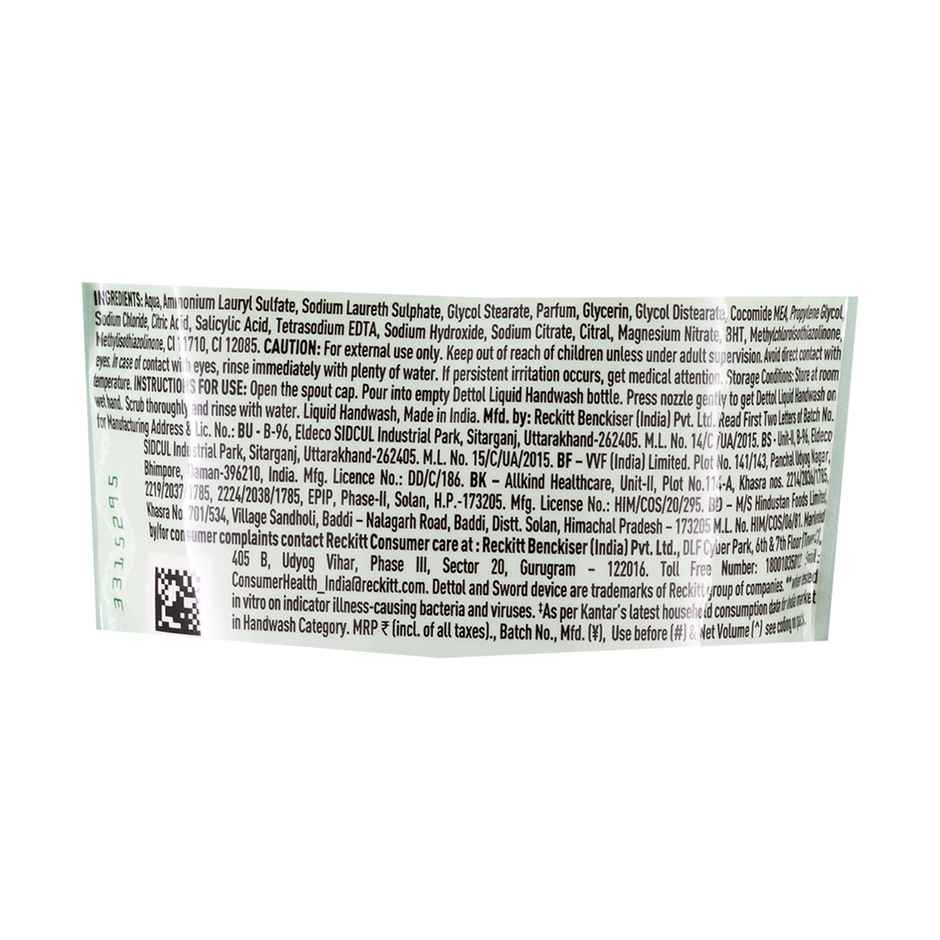 INGREDIENTS: Aqua, Ammonium Lauryl Sulfate, Sodium Laureth Sulphate, Glycol Stearate, Parfum, Glycerin, Glycol Distearate, Cocomide MEA, Propylene Glycol,
Sodium Chloride, Citric Acid, Salicylic Acid, Tetrasodium EDTA, Sodium Hydroxide, Sodium Citrate, Citral, Magnesium Nitrate, BHT, Methylchloroisothiazolinone,
Methylisothiazolinone, CI 11710, CI 12085. CAUTION: For external use only. Keep out of reach of children unless under adult supervision. Avoid direct contact with
eyes. In case of contact with eyes, rinse immediately with plenty of water. If persistent irritation occurs, get medical attention. Storage Conditions: Store at room
temperature. INSTRUCTIONS FOR USE: Open the spout cap. Pour into empty Dettol Liquid Handwash bottle. Press nozzle gently to get Dettol Liquid Handwash on
wet hand. Scrub thoroughly and rinse with water. Liquid Handwash, Made in India. Mfd. by: Reckitt Benckiser (India) Pvt. Ltd. Read First Two Letters of Batch No.
for Manufacturing Address & Lic. No.: BU - B-96, Eldeco SIDCUL Industrial Park, Sitarganj, Uttarakhand-262405. M.L. No. 14/C/UA/2015. BS - Unit-II, B-96, Eldeco
SIDCUL Industrial Park, Sitarganj, Uttarakhand-262405. M.L. No. 15/C/UA/2015. BF – VVF (India) Limited. Plot No. 141/143, Panchal Udyog Nagar,
Bhimpore, Daman-396210, India. Mfg. Licence No.: DD/C/186. BK – Allkind Healthcare, Unit-II, Plot No.114-A, Khasra nos. 2214/2036/1785,
2219/2037/1785, 2224/2038/1785, EPIP, Phase-II, Solan, H.P.-173205. Mfg. License No.: HIM/COS/20/295. BD – M/S Hindustan Foods Limited,
Khasra No. 701/534, Village Sandholi, Baddi – Nalagarh Road, Baddi, Distt. Solan, Himachal Pradesh – 173205 M.L. No. HIM/COS/06/81. Marketed
by/for consumer complaints contact Reckitt Consumer care at : Reckitt Benckiser (India) Pvt. Ltd., DLF Cyber Park, 6th & 7th Floor
405 B, Udyog Vihar, Phase III, Sector 20, Gurugram – 122016. Toll Free Number:
ConsumerHealth_India@reckitt.com. Dettol and Sword device are trademarks of Reckitt group of companies.
in vitro on indicator illness-causing bacteria and viruses. ‡As per Kantar's latest household consumption data
in Handwash Category. MRP ₹ (incl. of all taxes)., Batch No., Mfd. (¥), Use before (#) & Net Volume (^) see coding on pack.
3315295